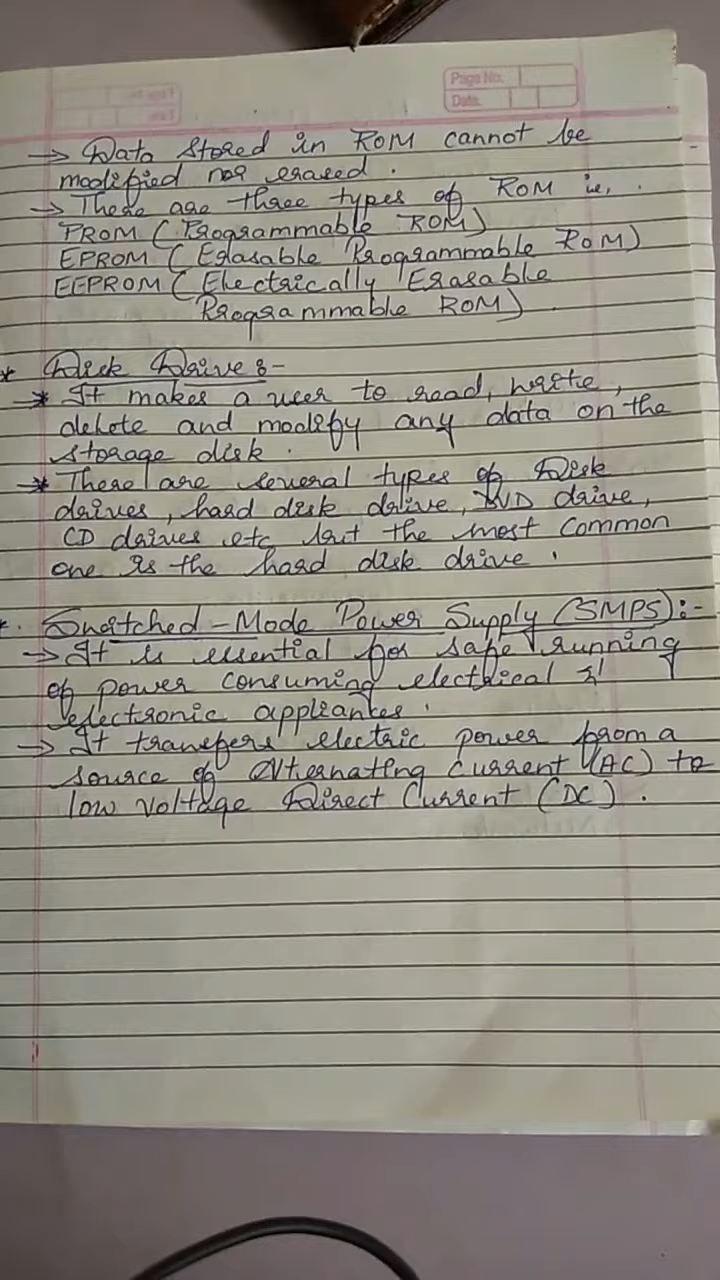 Page No.
Date.
→ Data stored in ROM cannot be
modified nor erased.
→ There are three types of ROM ie,.
PROM (Programmable ROM)
EPROM (Erasable Programmable ROM)
EEPROM (Electrically Erasable
Programmable ROM)
* Disk Drive :-
* It makes a user to read, write,
delete and modify any data on the
storage disk.
* There are several types of Disk
drives, hard disk drive, DVD drive,
CD drives etc but the most common
one is the hard disk drive.
*. Switched-Mode Power Supply (SMPS):-
→ It is essential for safe running
of power consuming electrical &
electronic appliances.
→ It transfers electric power from a
source of Alternating Current (AC) to
low voltage Direct Current (DC).